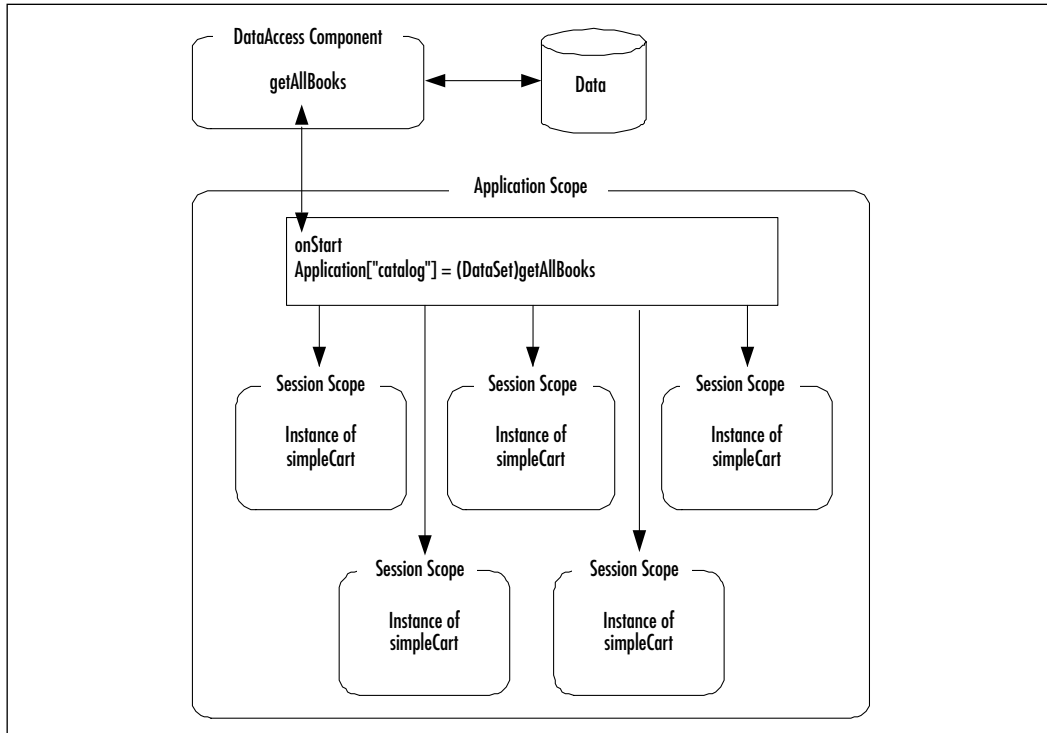 DataAccess Component
getAllBooks
Data
Application Scope
onStart
Application["catalog"] = (DataSet)getAllBooks
Session Scope
Instance of
simpleCart
Session Scope
Instance of
simpleCart
Session Scope
Instance of
simpleCart
Session Scope
Instance of
simpleCart
Session Scope
Instance of
simpleCart